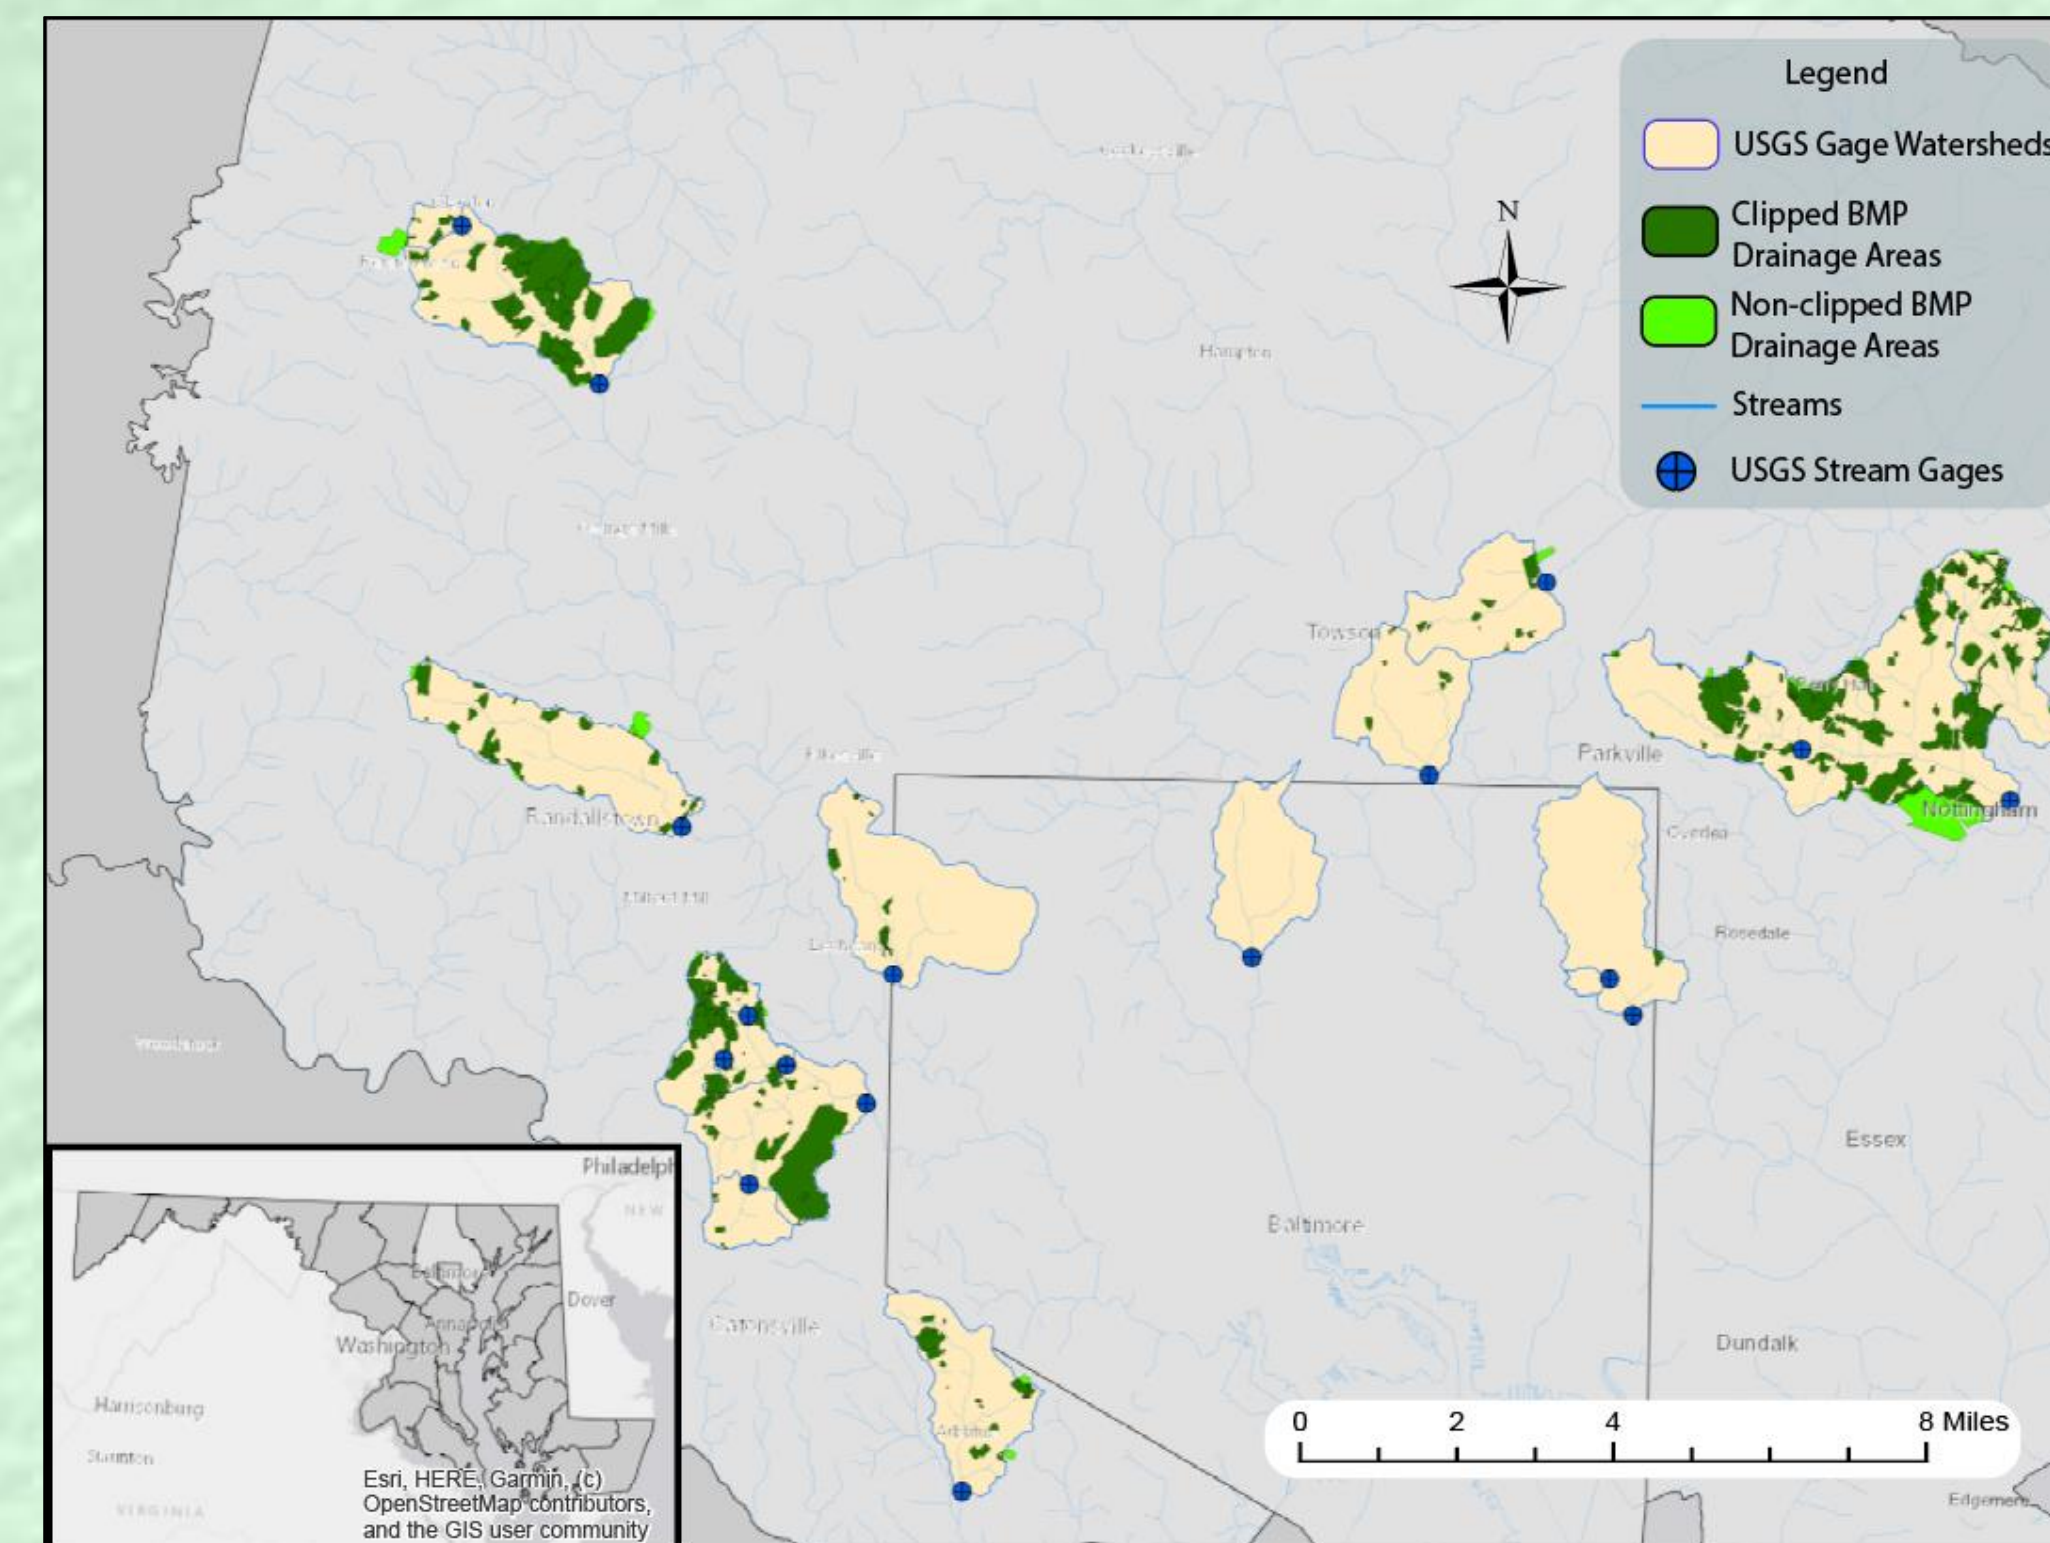 Legend
USGS Gage Watersheds
Clipped BMP
Drainage Areas
Non-clipped BMP
Drainage Areas
Streams
USGS Stream Gages
N
Hampton
Towson
Parkville
Nottingham
Randallstown
Rosedale
Essex
Baltimore
Catonsville
Dundalk
0 2 4 8 Miles
Philadelph
NEW
Dover
Washington
Harrisonburg
Staunton
VIRGINIA
Esri, HERE, Garmin, (c)
OpenStreetMap contributors,
and the GIS user community